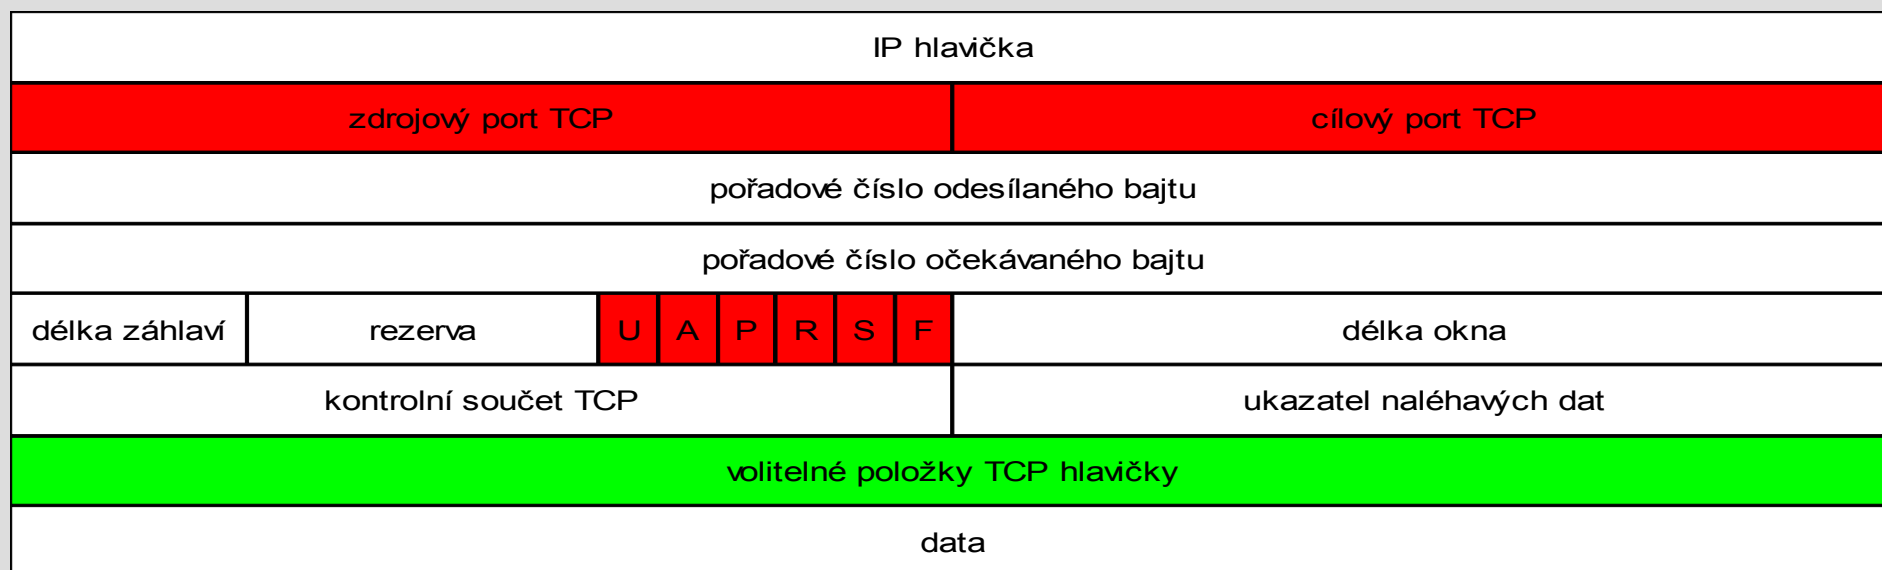 IP hlavička
zdrojový port TCP cílový port TCP
pořadové číslo odesílaného bajtu
pořadové číslo očekávaného bajtu
délka záhlaví rezerva U A P R S F délka okna
kontrolní součet TCP ukazatel naléhavých dat
volitelné položky TCP hlavičky
data